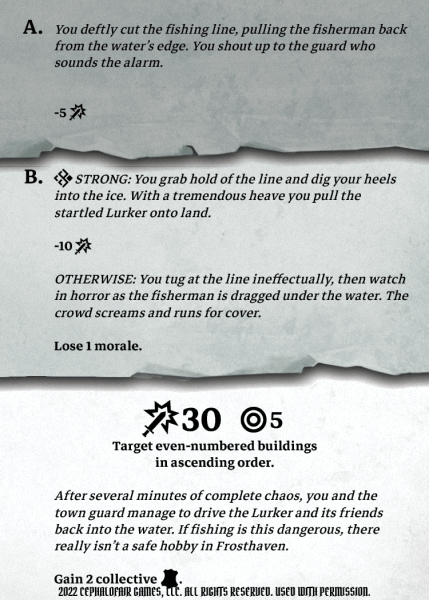 A. You deftly cut the fishing line, pulling the fisherman back
from the water's edge. You shout up to the guard who
sounds the alarm.
-5
B. STRONG: You grab hold of the line and dig your heels
into the ice. With a tremendous heave you pull the
startled Lurker onto land.
-10
OTHERWISE: You tug at the line ineffectually, then watch
in horror as the fisherman is dragged under the water. The
crowd screams and runs for cover.
Lose 1 morale.
30 5
Target even-numbered buildings
in ascending order.
After several minutes of complete chaos, you and the
town guard manage to drive the Lurker and its friends
back into the water. If fishing is this dangerous, there
really isn't a safe hobby in Frosthaven.
Gain 2 collective .
2022 CEPHALOFAIR GAMES, LLC. ALL RIGHTS RESERVED. USED WITH PERMISSION.